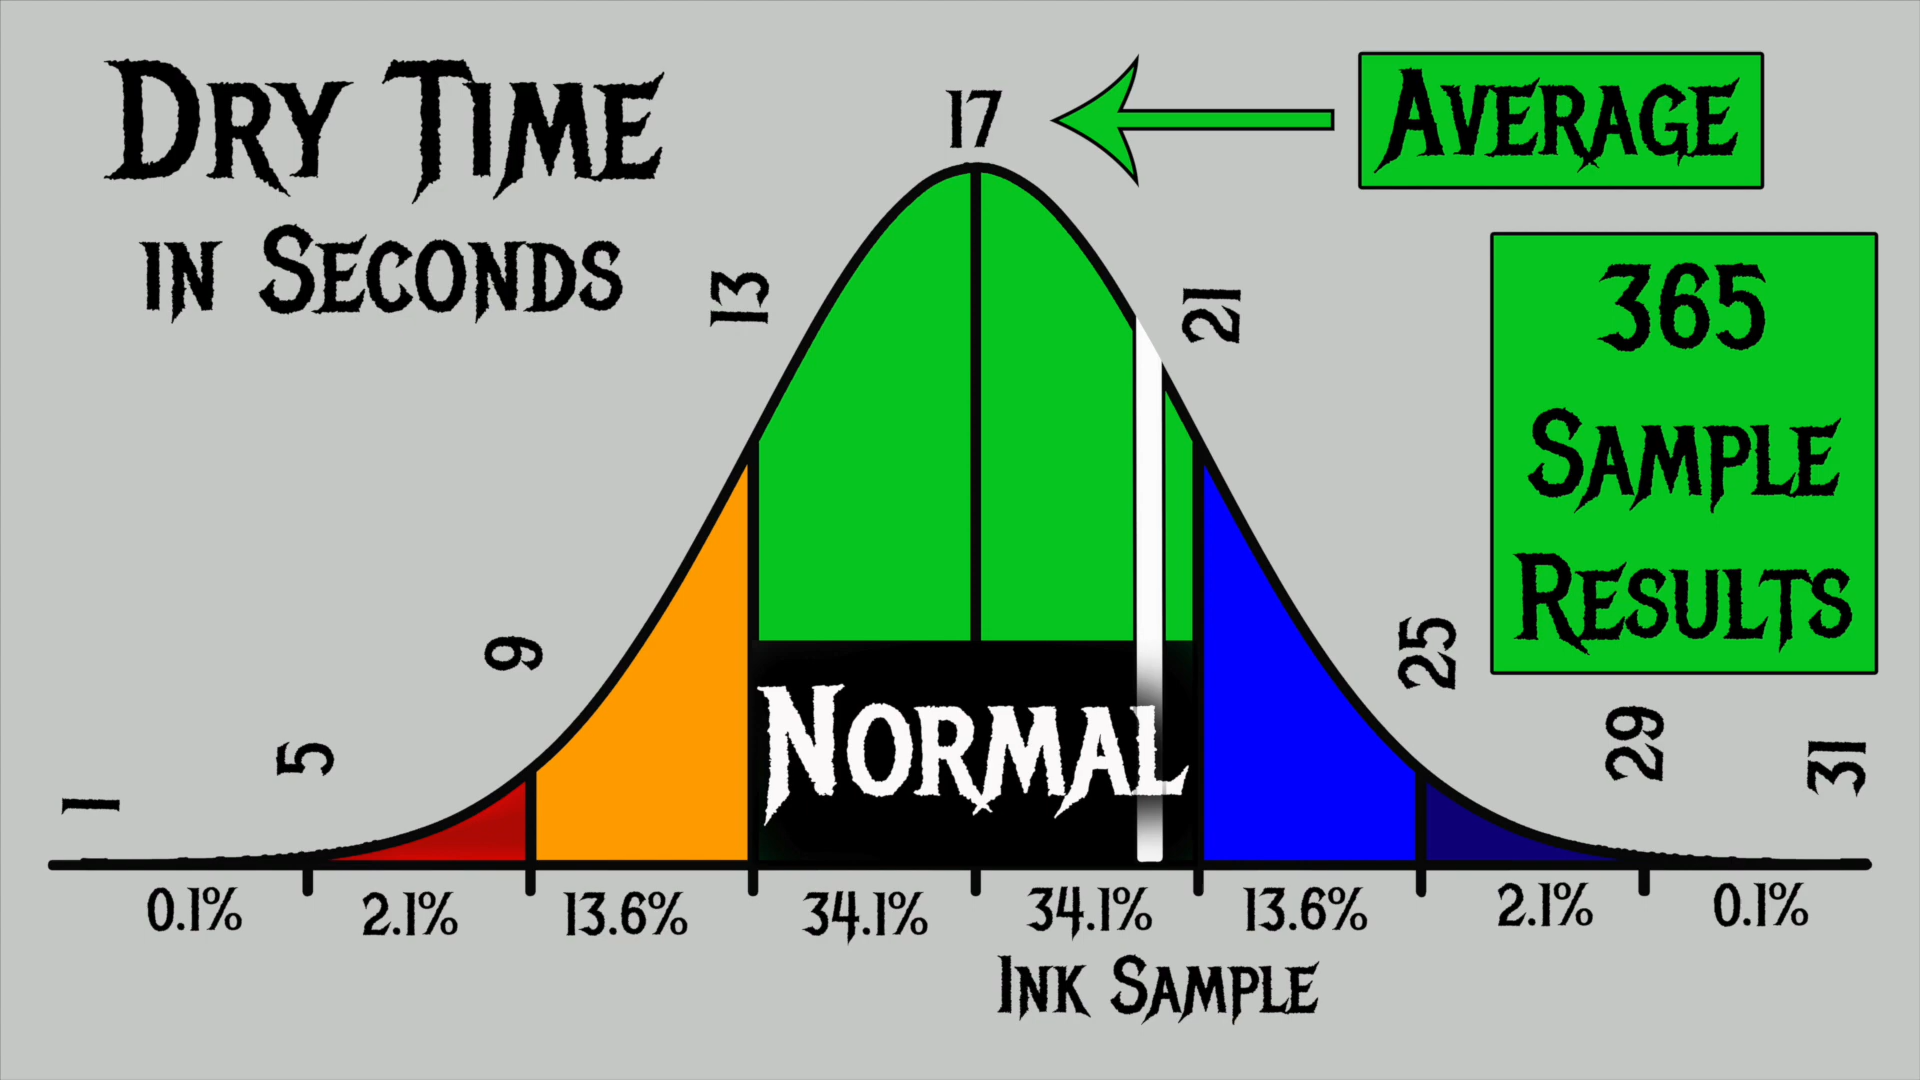 Dry Time
in Seconds
17
Average
13
21
365
Sample
Results
9
25
5
29
1
31
Normal
0.1%
2.1%
13.6%
34.1%
34.1%
13.6%
2.1%
0.1%
Ink Sample